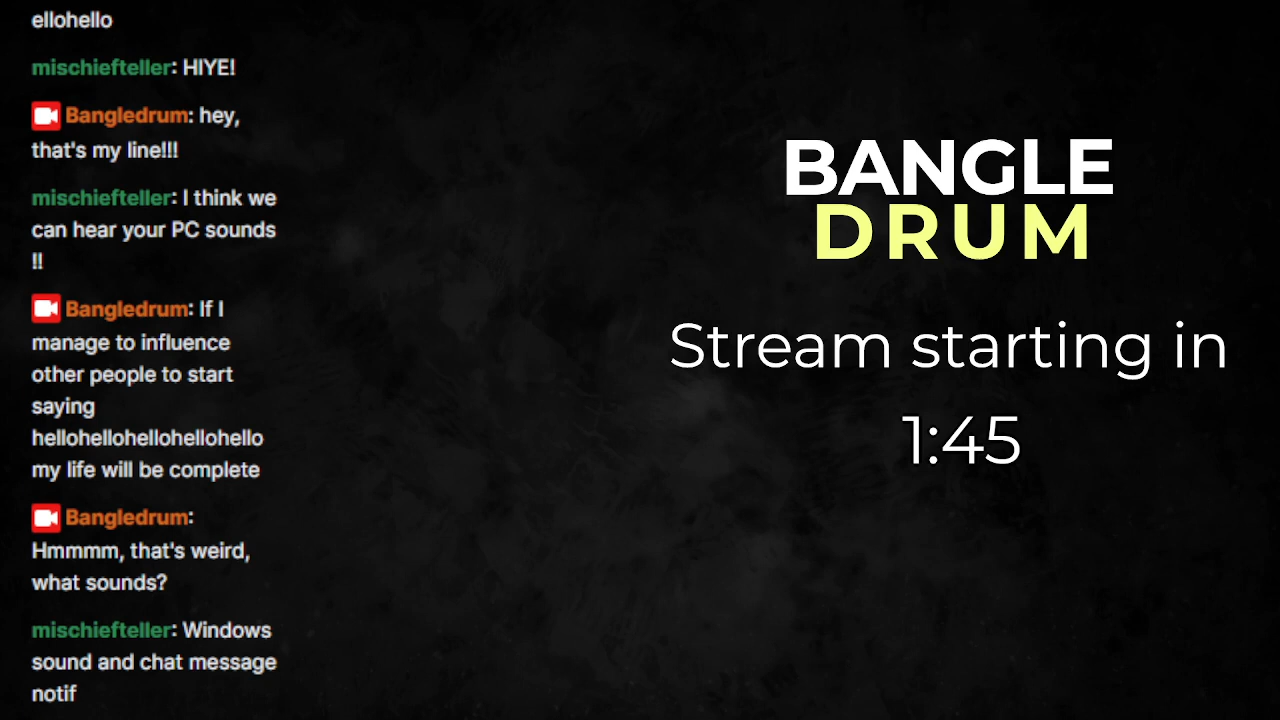 ellohello
mischiefteller: HIYE!
Bangledrum: hey,
that's my line!!!
mischiefteller: I think we
can hear your PC sounds
!!
Bangledrum: If I
manage to influence
other people to start
saying
hellohellohellohellohello
my life will be complete
Bangledrum:
Hmmmm, that's weird,
what sounds?
mischiefteller: Windows
sound and chat message
notif
BANGLE
DRUM
Stream starting in
1:45